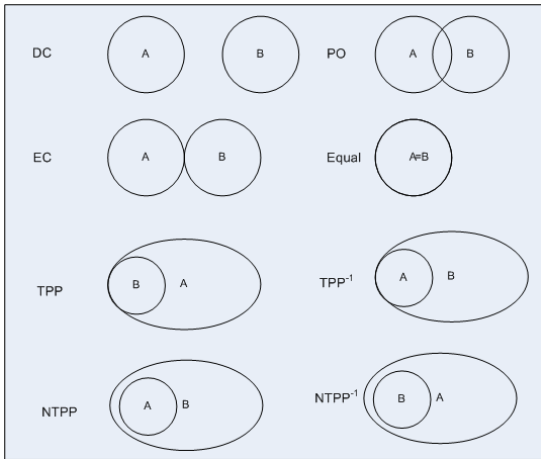 DC A B PO A B
EC A B Equal A=B
TPP B A TPP-1 A B
NTPP A B NTPP-1 B A